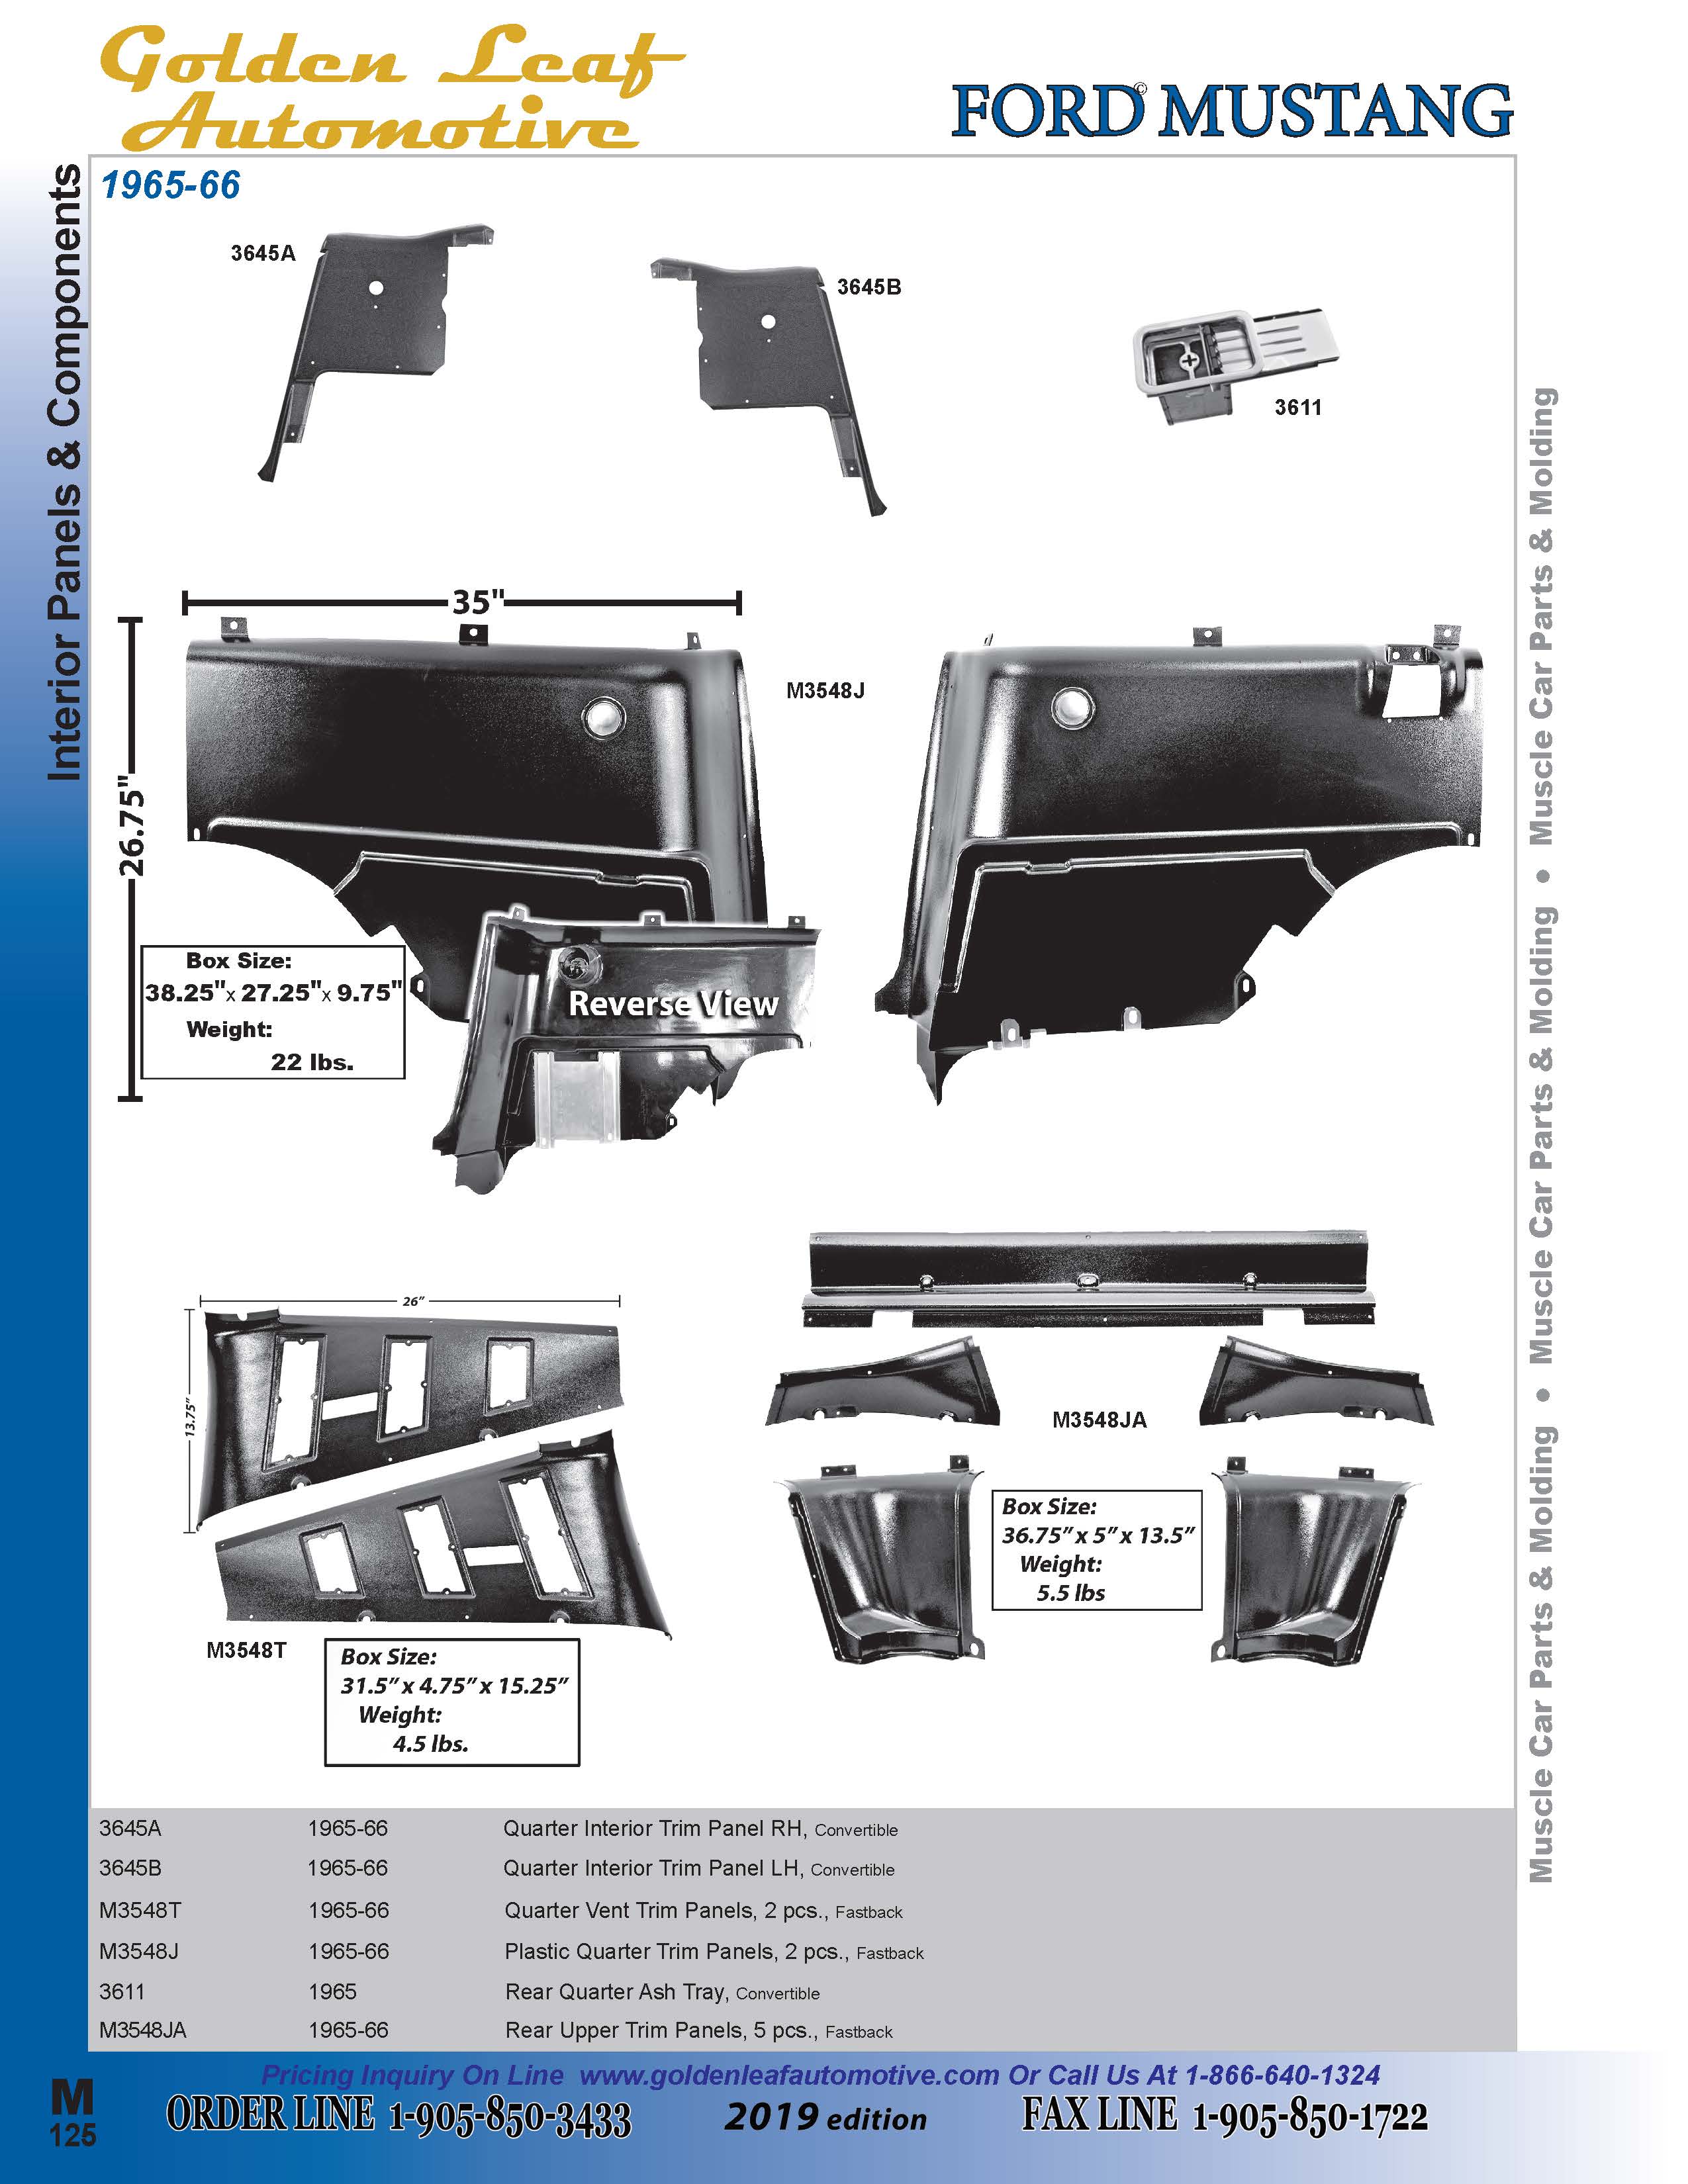 Golden Leaf
Automotive
FORD© MUSTANG
Interior Panels & Components
1965-66
3645A
3645B
3611
35"
M3548J
26.75"
Box Size:
38.25"x 27.25"x 9.75"
Weight:
22 lbs.
Reverse View
26"
13.75"
M3548JA
Box Size:
36.75" x 5" x 13.5"
Weight:
5.5 lbs
M3548T
Box Size:
31.5" x 4.75" x 15.25"
Weight:
4.5 lbs.
Muscle Car Parts & Molding • Muscle Car Parts & Molding • Muscle Car Parts & Molding
3645A 1965-66 Quarter Interior Trim Panel RH, Convertible
3645B 1965-66 Quarter Interior Trim Panel LH, Convertible
M3548T 1965-66 Quarter Vent Trim Panels, 2 pcs., Fastback
M3548J 1965-66 Plastic Quarter Trim Panels, 2 pcs., Fastback
3611 1965 Rear Quarter Ash Tray, Convertible
M3548JA 1965-66 Rear Upper Trim Panels, 5 pcs., Fastback
Pricing Inquiry On Line www.goldenleafautomotive.com Or Call Us At 1-866-640-1324
M
125
ORDER LINE 1-905-850-3433 2019 edition FAX LINE 1-905-850-1722